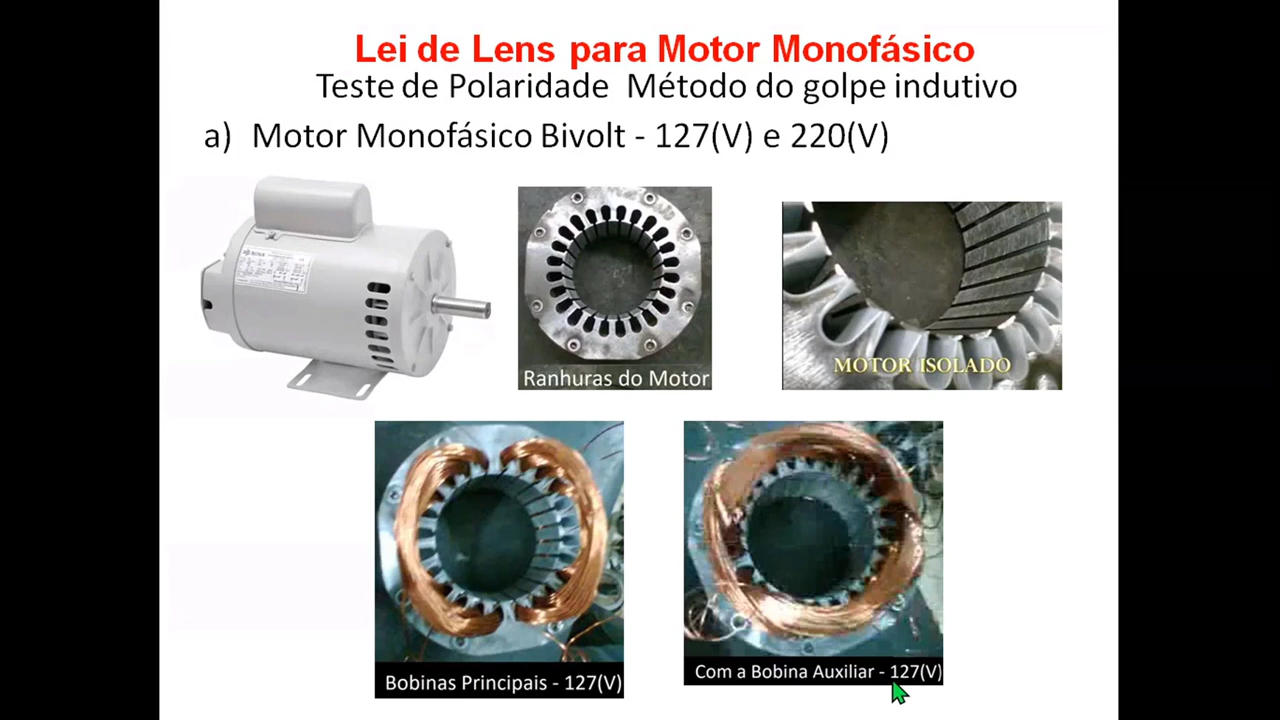 Lei de Lens para Motor Monofásico
Teste de Polaridade Método do golpe indutivo
a) Motor Monofásico Bivolt - 127(V) e 220(V)
Ranhuras do Motor
MOTOR ISOLADO
Bobinas Principais - 127(V)
Com a Bobina Auxiliar - 127(V)